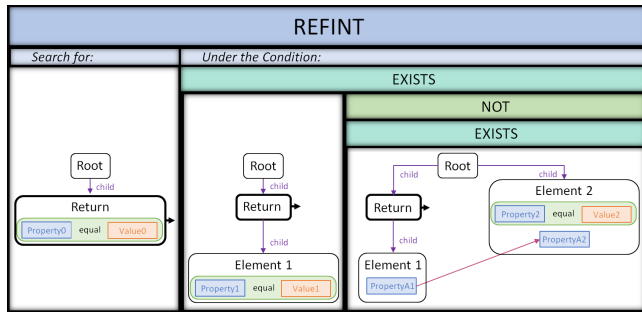 REFINT
Search for:
Under the Condition:
EXISTS
NOT
EXISTS
Root
child
Return
Property0 equal Value0
Root
child
Return
child
Element 1
Property1 equal Value1
Root
child
child
Return
child
Element 1
PropertyA1
Element 2
Property2 equal Value2
PropertyA2